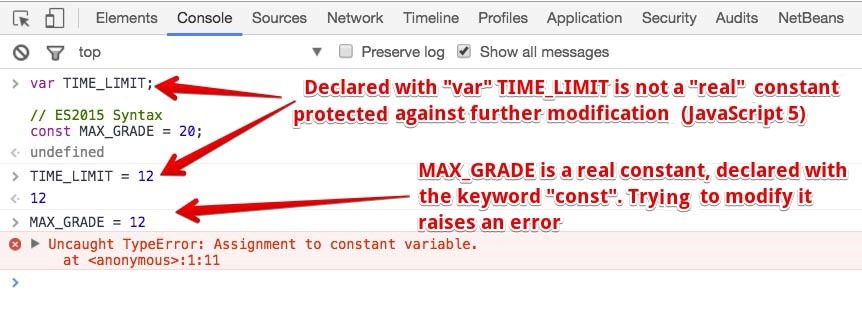 Elements Console Sources Network Timeline Profiles Application Security Audits NetBeans
top Preserve log Show all messages
> var TIME_LIMIT;
Declared with "var" TIME_LIMIT is not a "real" constant
protected against further modification (JavaScript 5)
// ES2015 Syntax
const MAX_GRADE = 20;
undefined
> TIME_LIMIT = 12
12
MAX_GRADE is a real constant, declared with
the keyword "const". Trying to modify it
raises an error
> MAX_GRADE = 12
Uncaught TypeError: Assignment to constant variable.
at <anonymous>:1:11
>